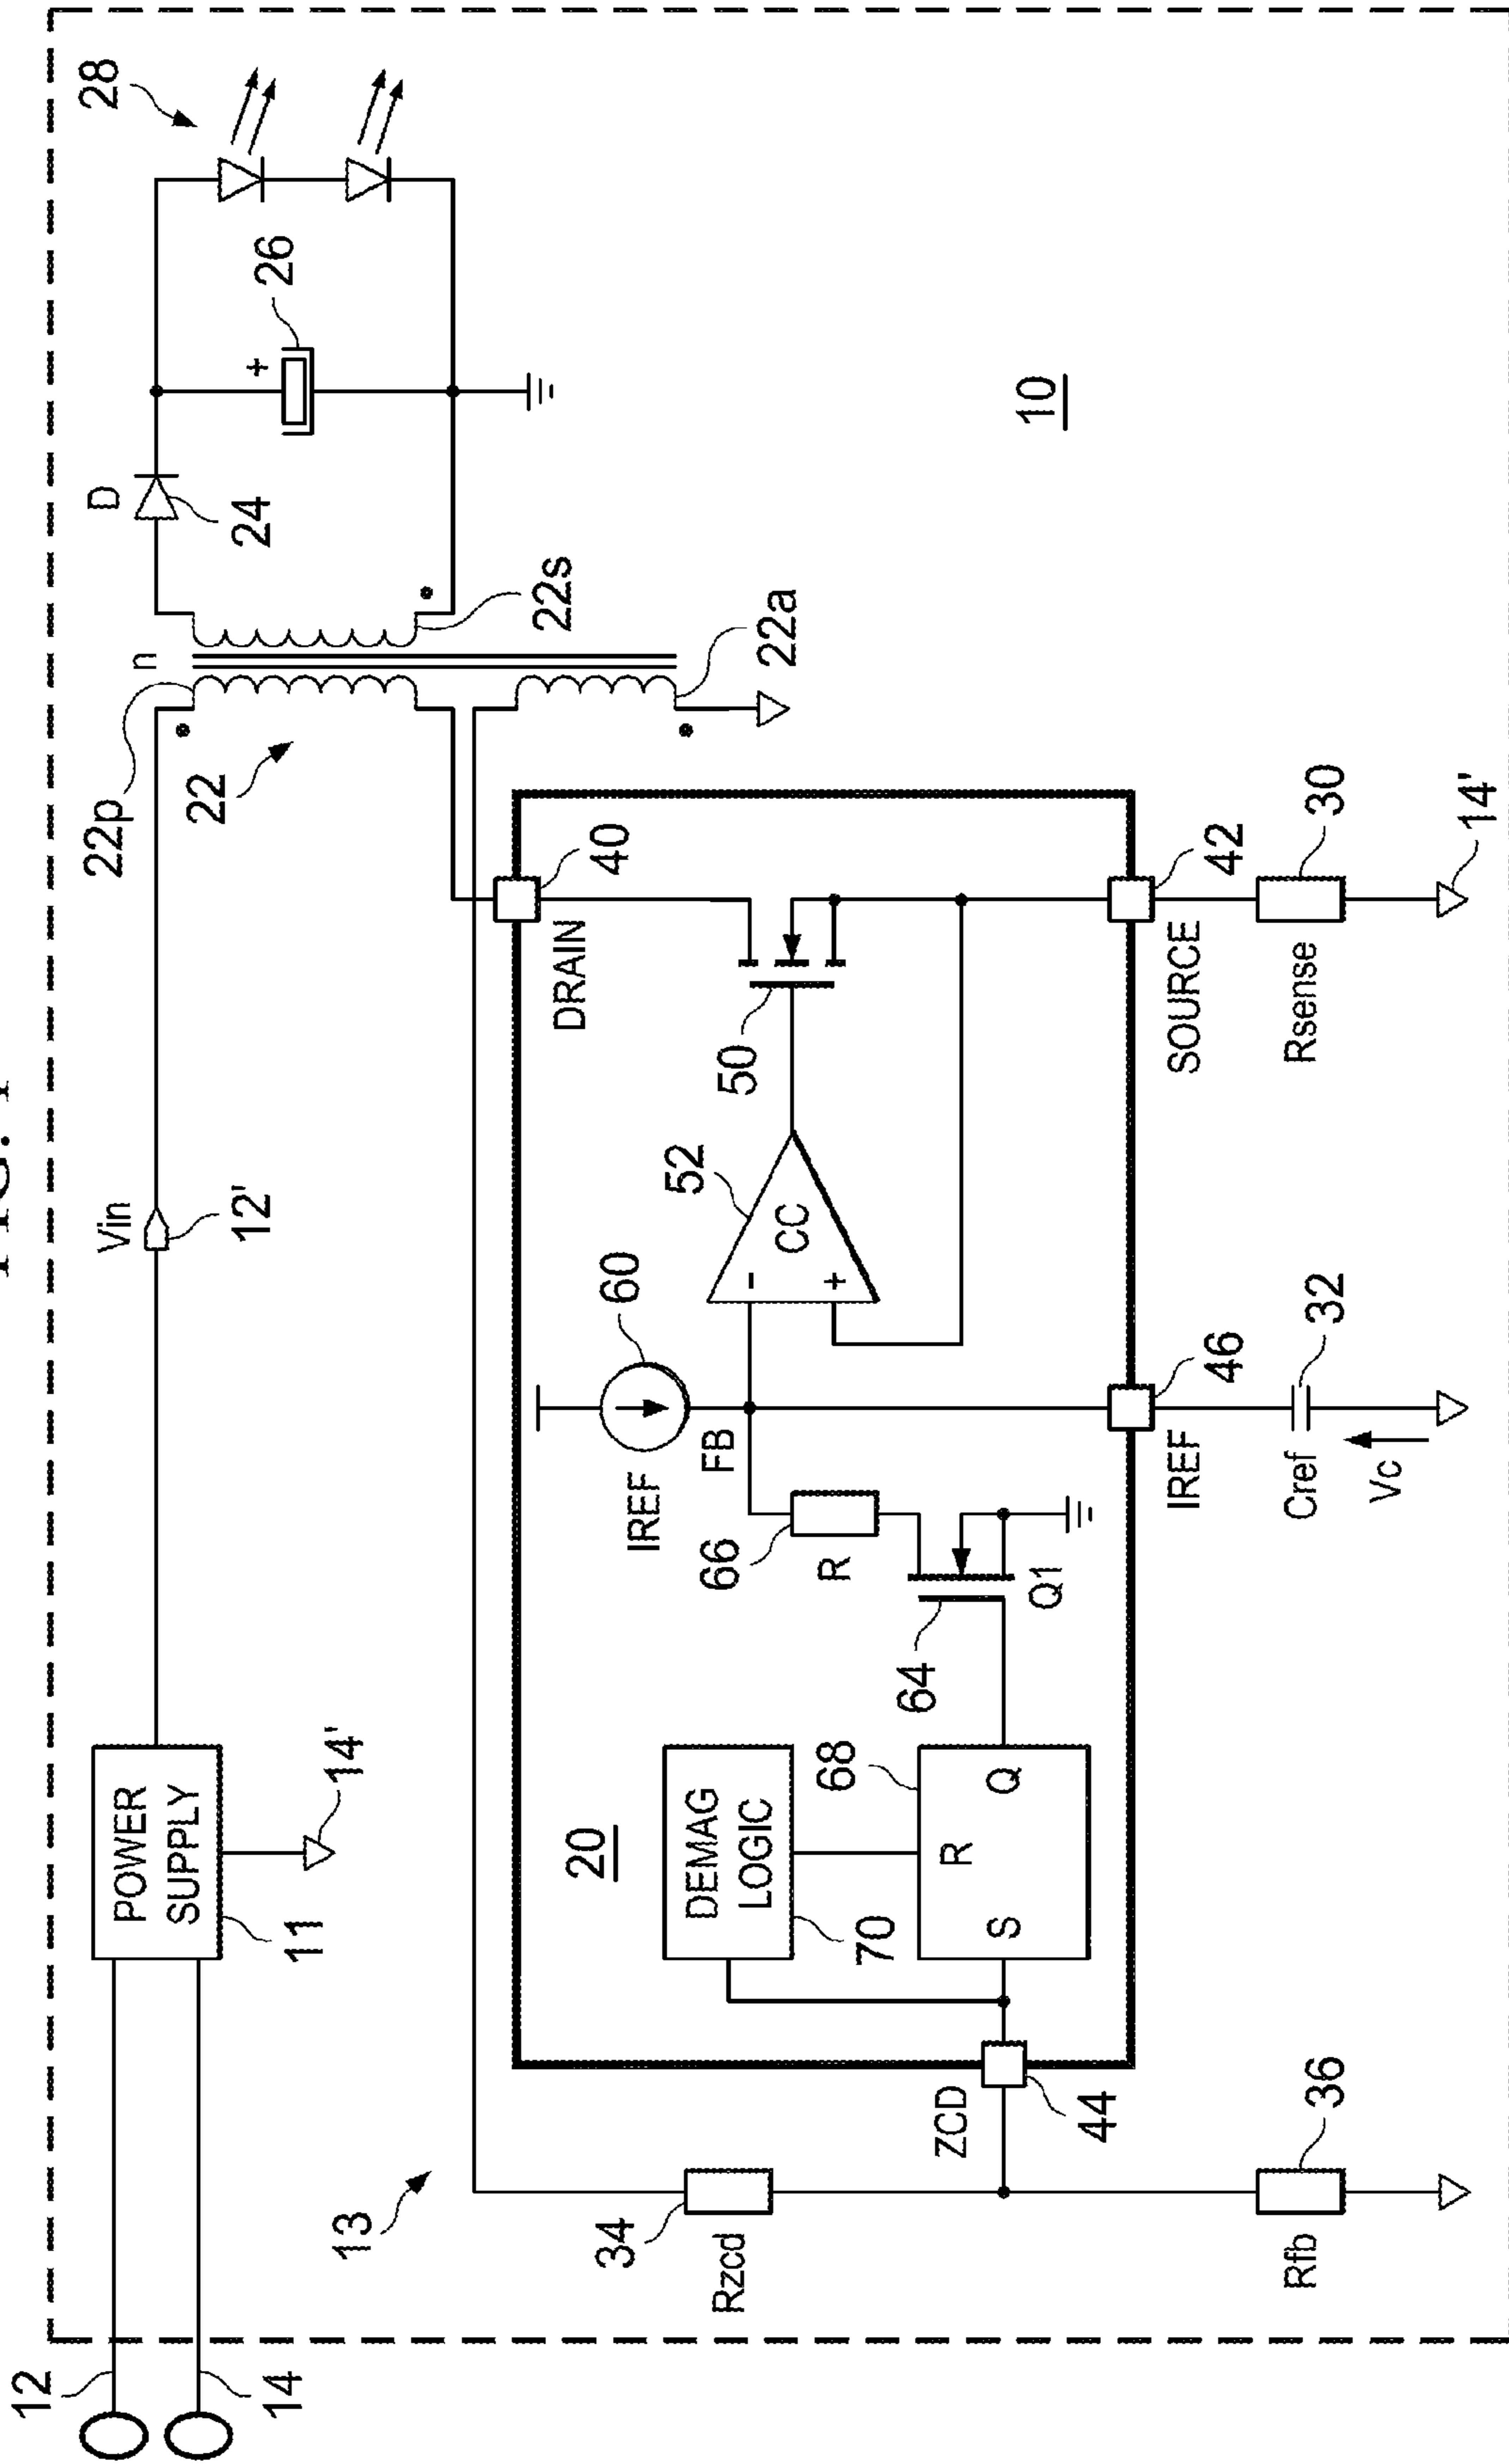 FIG. 1
12
14
POWER
SUPPLY
11
14'
Vin
12'
22p
n
22
22s
22a
D
24
+
26
28
10
13
34
Rzcd
ZCD
44
36
Rfb
20
DEMAG
LOGIC
70
68
S
R
Q
64
Q1
66
R
IREF
60
FB
52
CC
-
+
50
DRAIN
40
IREF
46
Cref
32
Vc
SOURCE
42
Rsense
30
14'